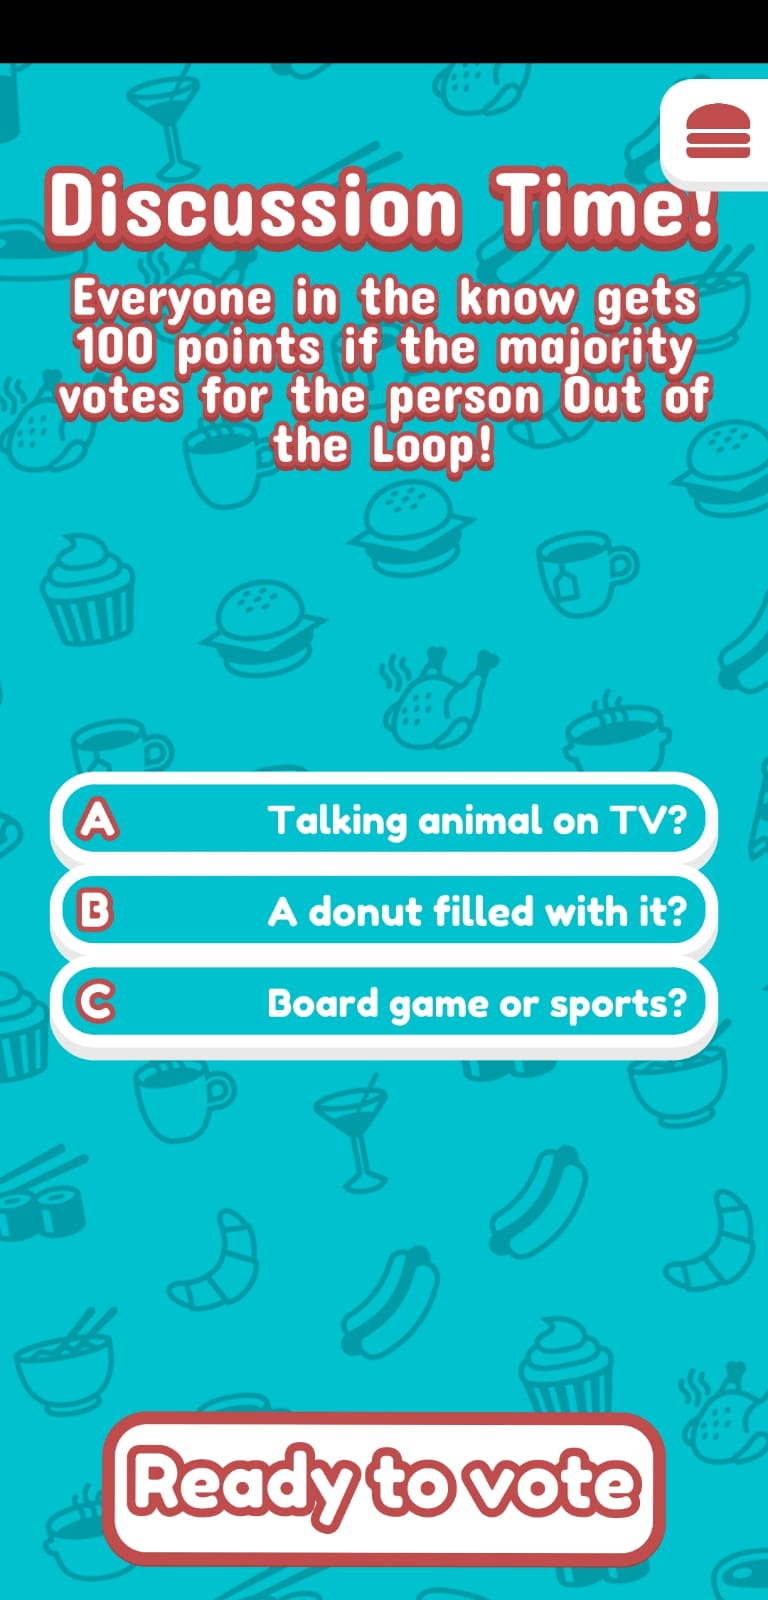 Discussion Time!
Everyone in the know gets
100 points if the majority
votes for the person Out of
the Loop!
A Talking animal on TV?
B A donut filled with it?
C Board game or sports?
Ready to vote